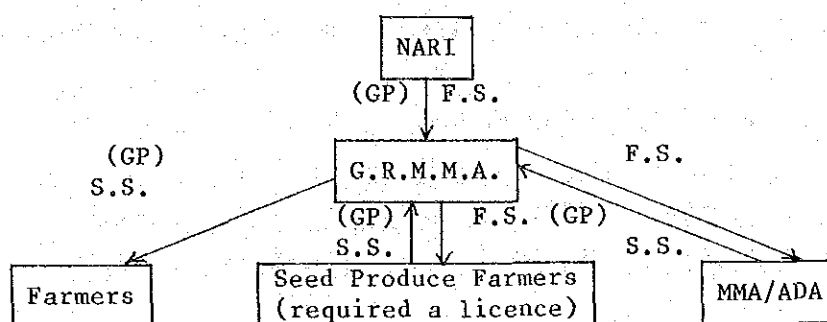 NARI
(GP) F.S.
(GP)
S.S.
G.R.M.M.A.
F.S.
(GP)
S.S.
F.S. (GP)
S.S.
Farmers
Seed Produce Farmers
(required a licence)
MMA/ADA